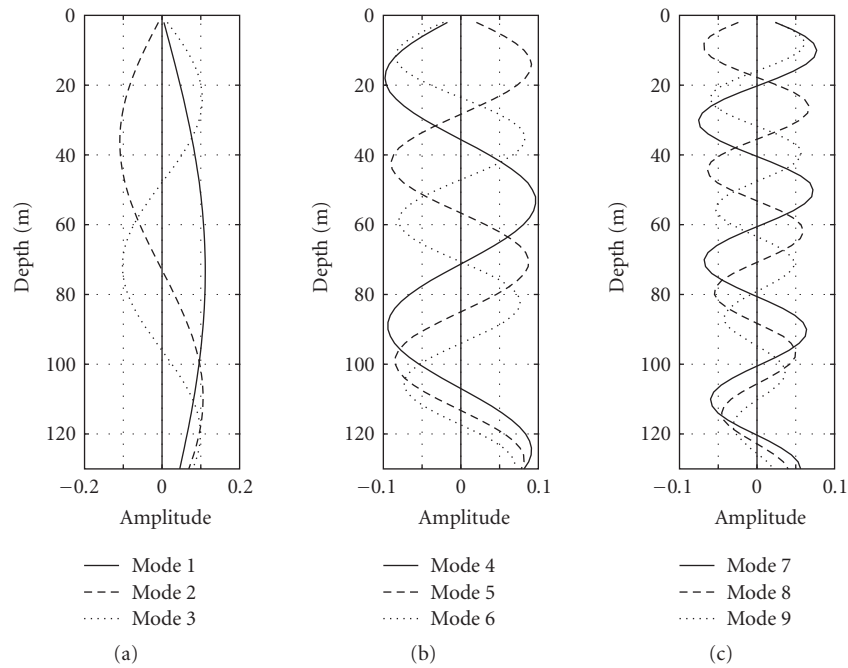 0
20
40
60
80
100
120
Depth (m)
−0.2 0 0.2
Amplitude
Mode 1
Mode 2
Mode 3
(a)
0
20
40
60
80
100
120
Depth (m)
−0.1 0 0.1
Amplitude
Mode 4
Mode 5
Mode 6
(b)
0
20
40
60
80
100
120
Depth (m)
−0.1 0 0.1
Amplitude
Mode 7
Mode 8
Mode 9
(c)